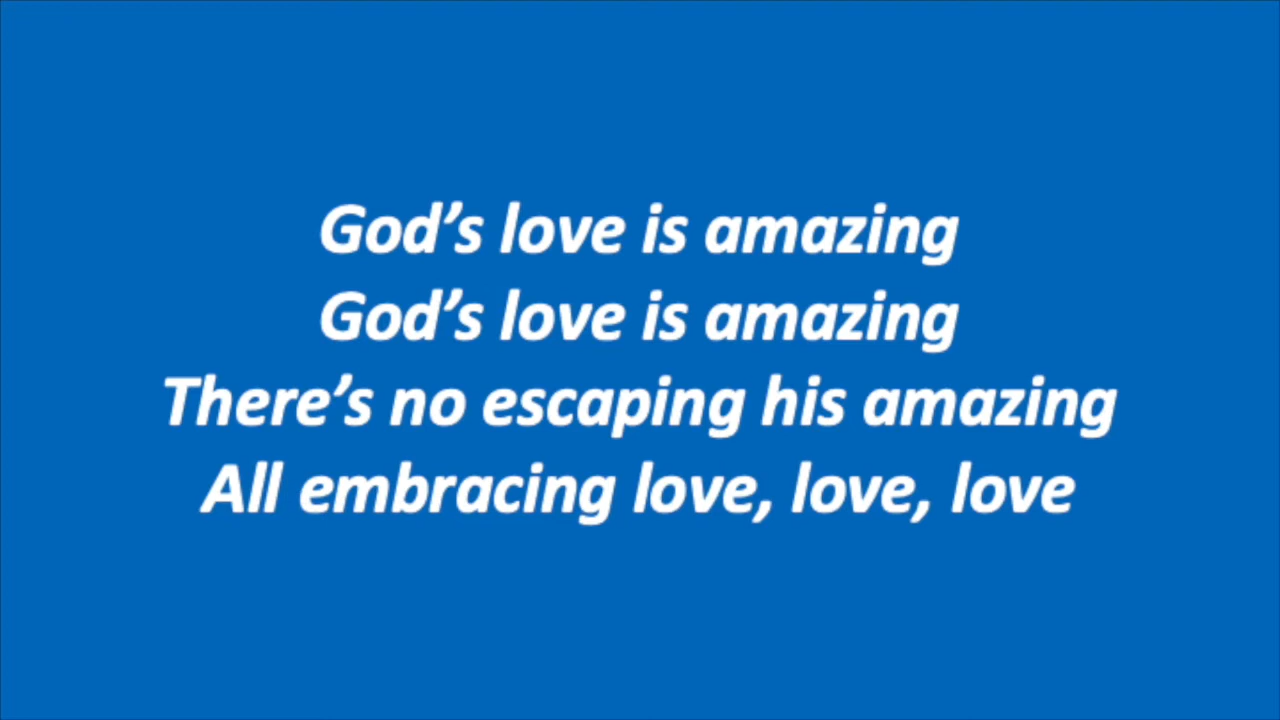 God’s love is amazing
God’s love is amazing
There’s no escaping his amazing
All embracing love, love, love